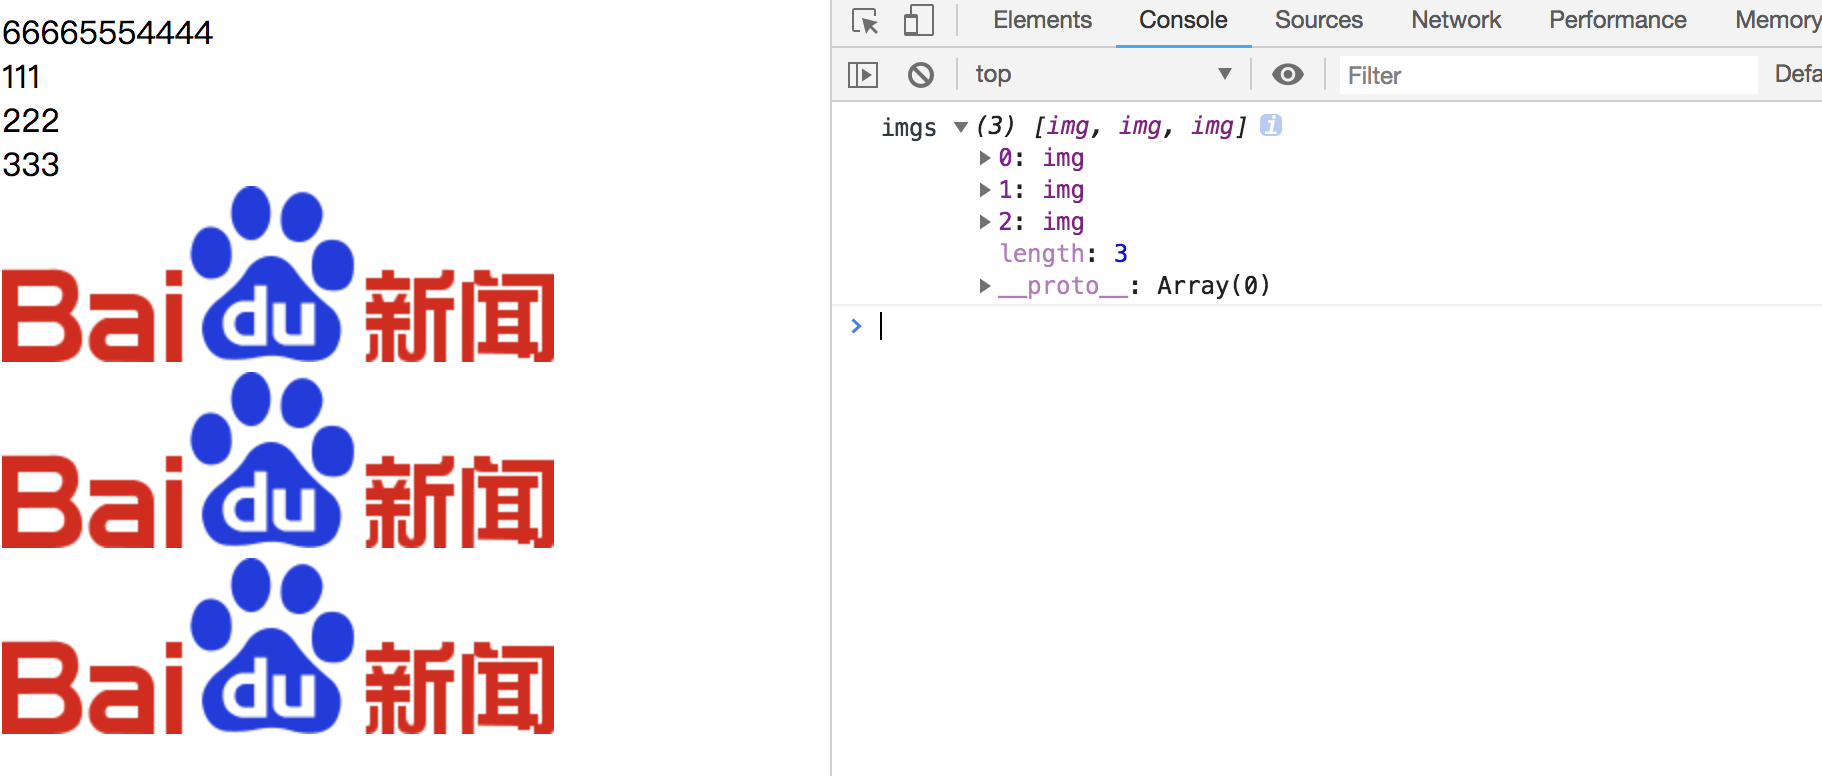 66665554444
111
222
333
Bai du 新闻
Bai du 新闻
Bai du 新闻
Elements Console Sources Network Performance Memory
top Filter Defa
imgs (3) [img, img, img] i
0: img
1: img
2: img
length: 3
__proto__: Array(0)